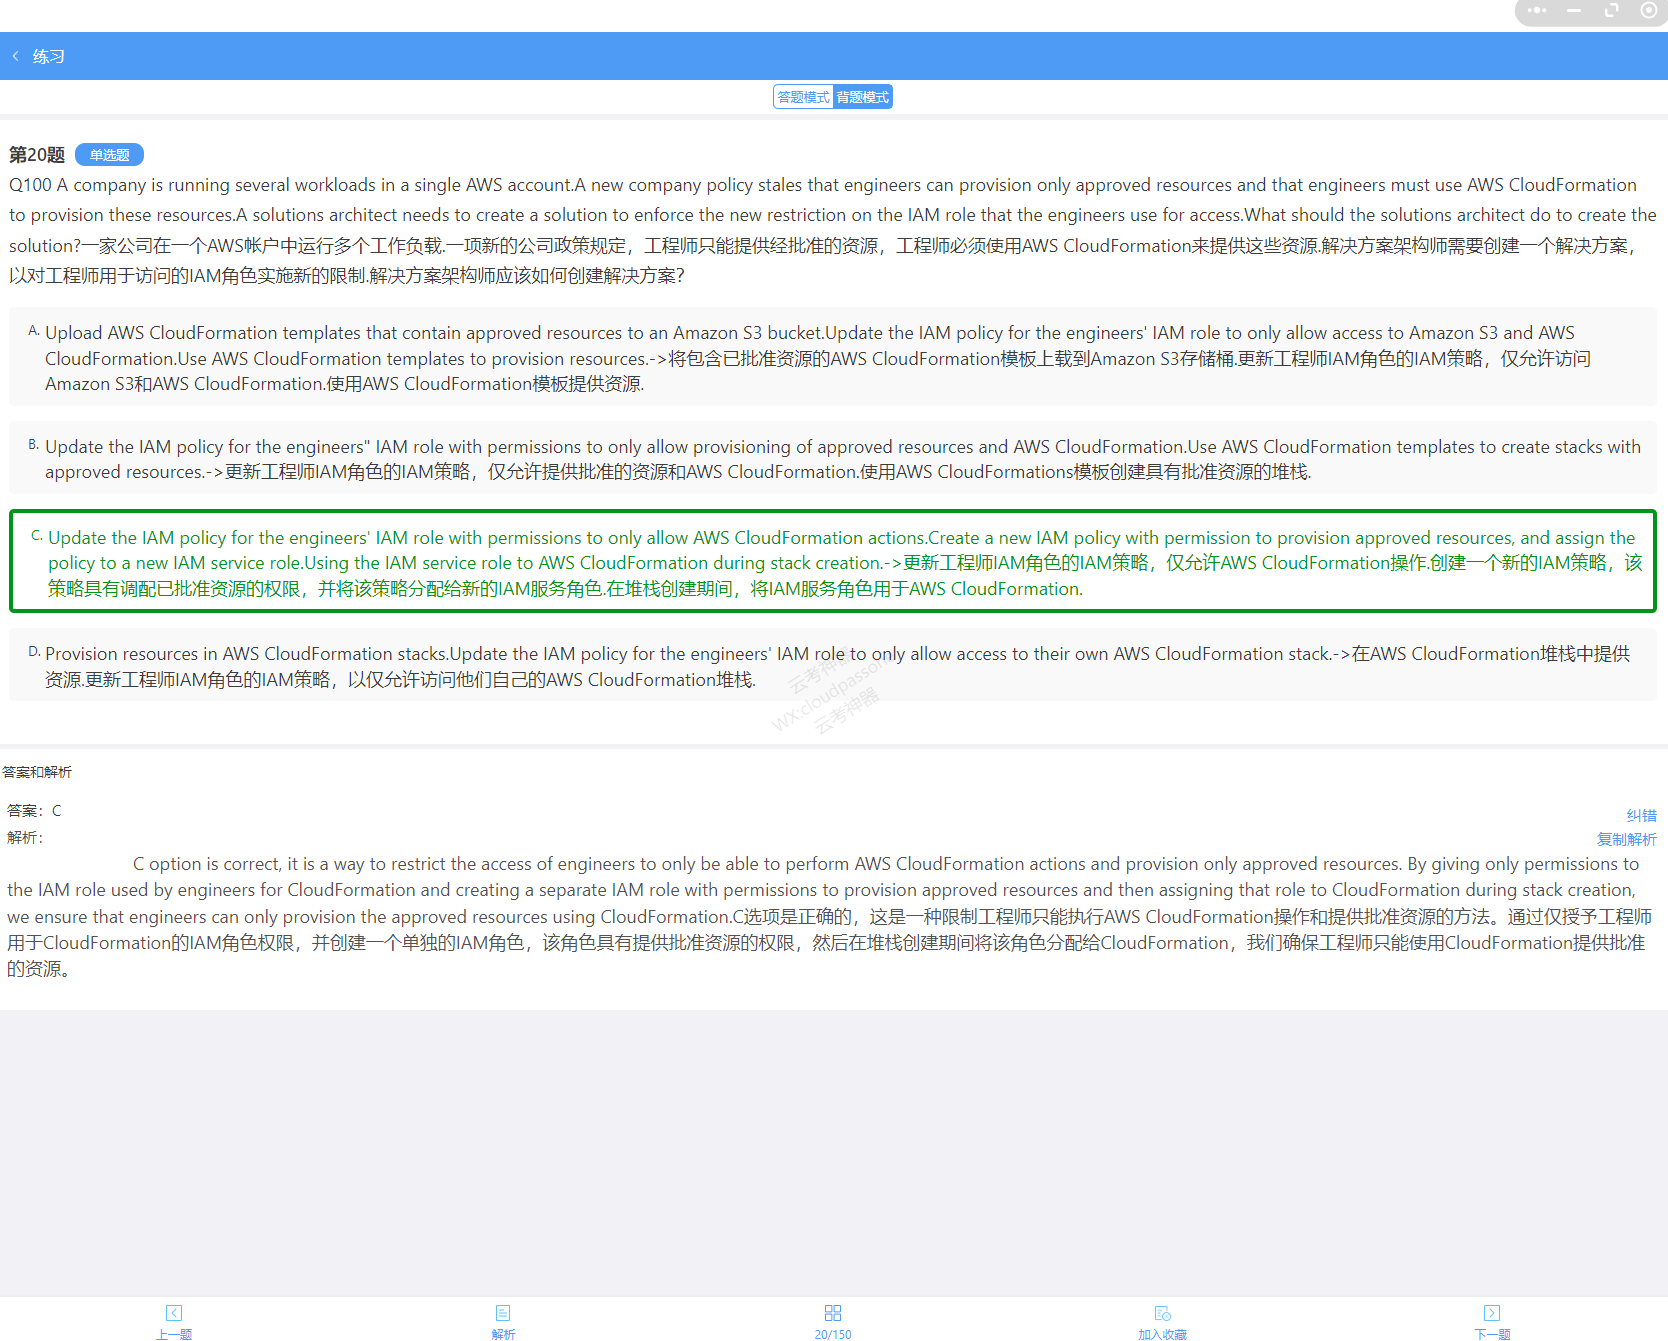 练习
答题模式 背题模式
第20题 单选题
Q100 A company is running several workloads in a single AWS account.A new company policy stales that engineers can provision only approved resources and that engineers must use AWS CloudFormation
to provision these resources.A solutions architect needs to create a solution to enforce the new restriction on the IAM role that the engineers use for access.What should the solutions architect do to create the
solution?一家公司在一个AWS帐户中运行多个工作负载.一项新的公司政策规定，工程师只能提供经批准的资源，工程师必须使用AWS CloudFormation来提供这些资源.解决方案架构师需要创建一个解决方案，
以对工程师用于访问的IAM角色实施新的限制.解决方案架构师应该如何创建解决方案?
A. Upload AWS CloudFormation templates that contain approved resources to an Amazon S3 bucket.Update the IAM policy for the engineers' IAM role to only allow access to Amazon S3 and AWS
CloudFormation.Use AWS CloudFormation templates to provision resources.->将包含已批准资源的AWS CloudFormation模板上载到Amazon S3存储桶.更新工程师IAM角色的IAM策略，仅允许访问
Amazon S3和AWS CloudFormation.使用AWS CloudFormation模板提供资源.
B. Update the IAM policy for the engineers" IAM role with permissions to only allow provisioning of approved resources and AWS CloudFormation.Use AWS CloudFormation templates to create stacks with
approved resources.->更新工程师IAM角色的IAM策略，仅允许提供批准的资源和AWS CloudFormation.使用AWS CloudFormations模板创建具有批准资源的堆栈.
C. Update the IAM policy for the engineers' IAM role with permissions to only allow AWS CloudFormation actions.Create a new IAM policy with permission to provision approved resources, and assign the
policy to a new IAM service role.Using the IAM service role to AWS CloudFormation during stack creation.->更新工程师IAM角色的IAM策略，仅允许AWS CloudFormation操作.创建一个新的IAM策略，该
策略具有调配已批准资源的权限，并将该策略分配给新的IAM服务角色.在堆栈创建期间，将IAM服务角色用于AWS CloudFormation.
D. Provision resources in AWS CloudFormation stacks.Update the IAM policy for the engineers' IAM role to only allow access to their own AWS CloudFormation stack.->在AWS CloudFormation堆栈中提供
资源.更新工程师IAM角色的IAM策略，以仅允许访问他们自己的AWS CloudFormation堆栈.
云考神器
云考神器
答案和解析
答案：C
纠错
解析：
复制解析
C option is correct, it is a way to restrict the access of engineers to only be able to perform AWS CloudFormation actions and provision only approved resources. By giving only permissions to
the IAM role used by engineers for CloudFormation and creating a separate IAM role with permissions to provision approved resources and then assigning that role to CloudFormation during stack creation,
we ensure that engineers can only provision the approved resources using CloudFormation.C选项是正确的，这是一种限制工程师只能执行AWS CloudFormation操作和提供批准资源的方法。通过仅授予工程师
用于CloudFormation的IAM角色权限，并创建一个单独的IAM角色，该角色具有提供批准资源的权限，然后在堆栈创建期间将该角色分配给CloudFormation，我们确保工程师只能使用CloudFormation提供批准
的资源。
上一题 解析 20/150 加入收藏 下一题